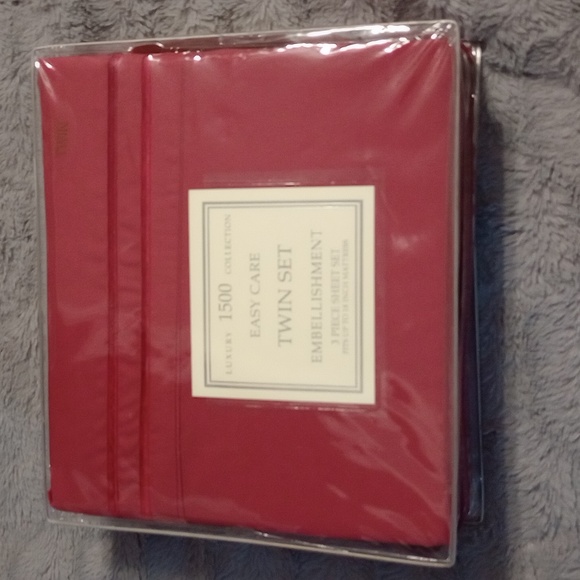 LUXURY 1500 COLLECTION
EASY CARE
TWIN SET
EMBELLISHMENT
3 PIECE SHEET SET